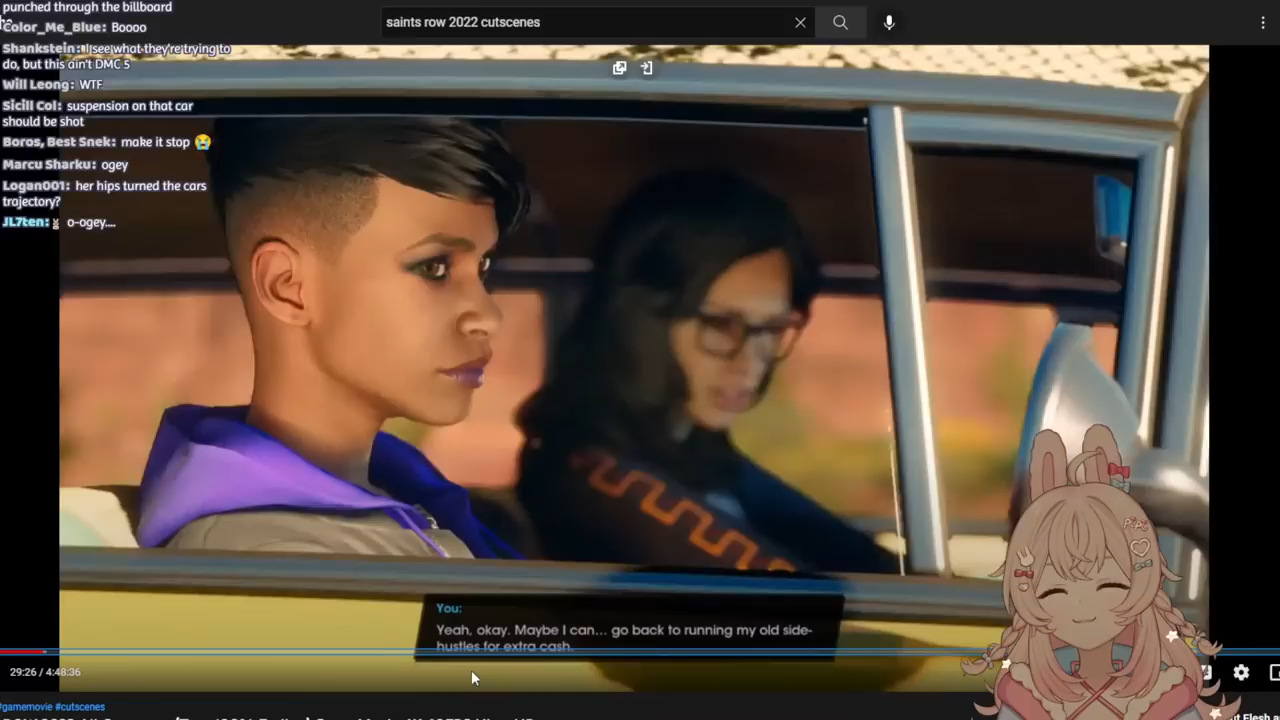 punched through the billboard
Color_Me_Blue: Boooo
Shankstein: I see what they're trying to
do, but this ain't DMC 5
Will Leong: WTF
Sicill Col: suspension on that car
should be shot
Boros, Best Snek: make it stop 😭
Marcu Sharku: ogey
Logan001: her hips turned the cars
trajectory?
JL7ten: o-ogey....
saints row 2022 cutscenes
You:
Yeah, okay. Maybe I can... go back to running my old side-
hustles for extra cash.
29:26 / 4:48:36
#gamemovie #cutscenes